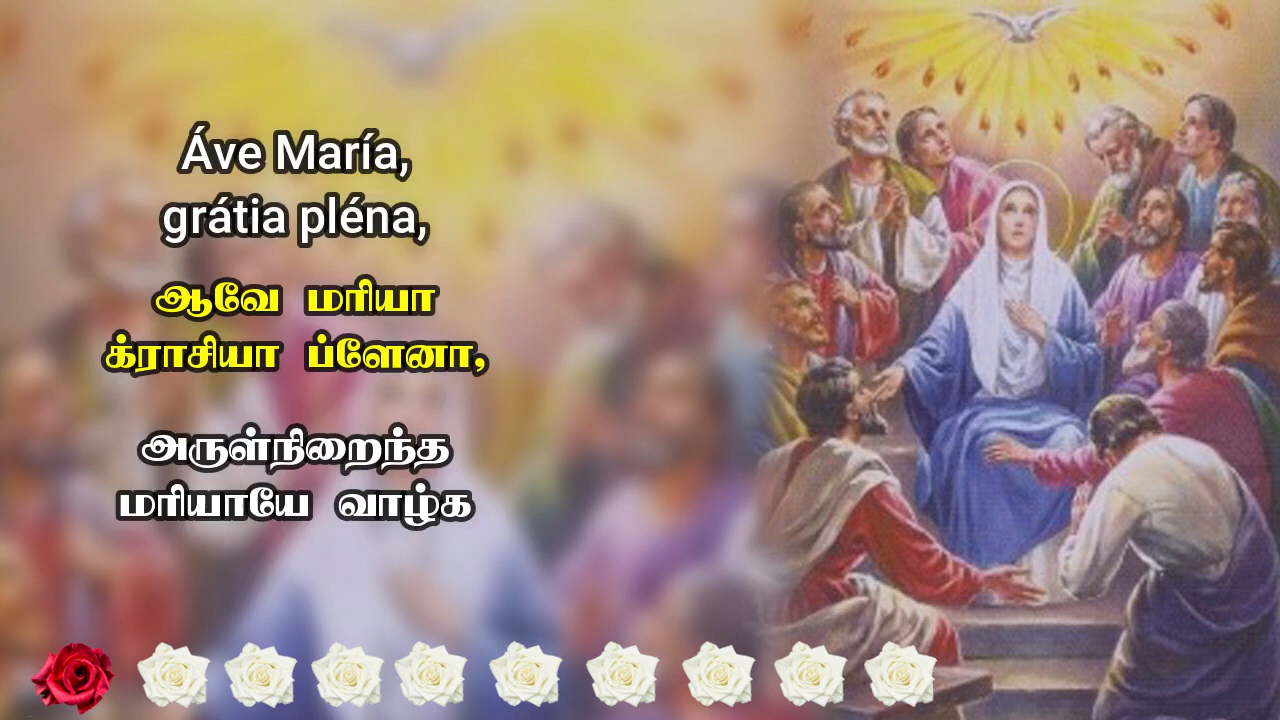 Áve María,
grátia pléna,
ஆவே மரியா
க்ராசியா ப்ளேனா,
அருள்நிறைந்த
மரியாயே வாழ்க